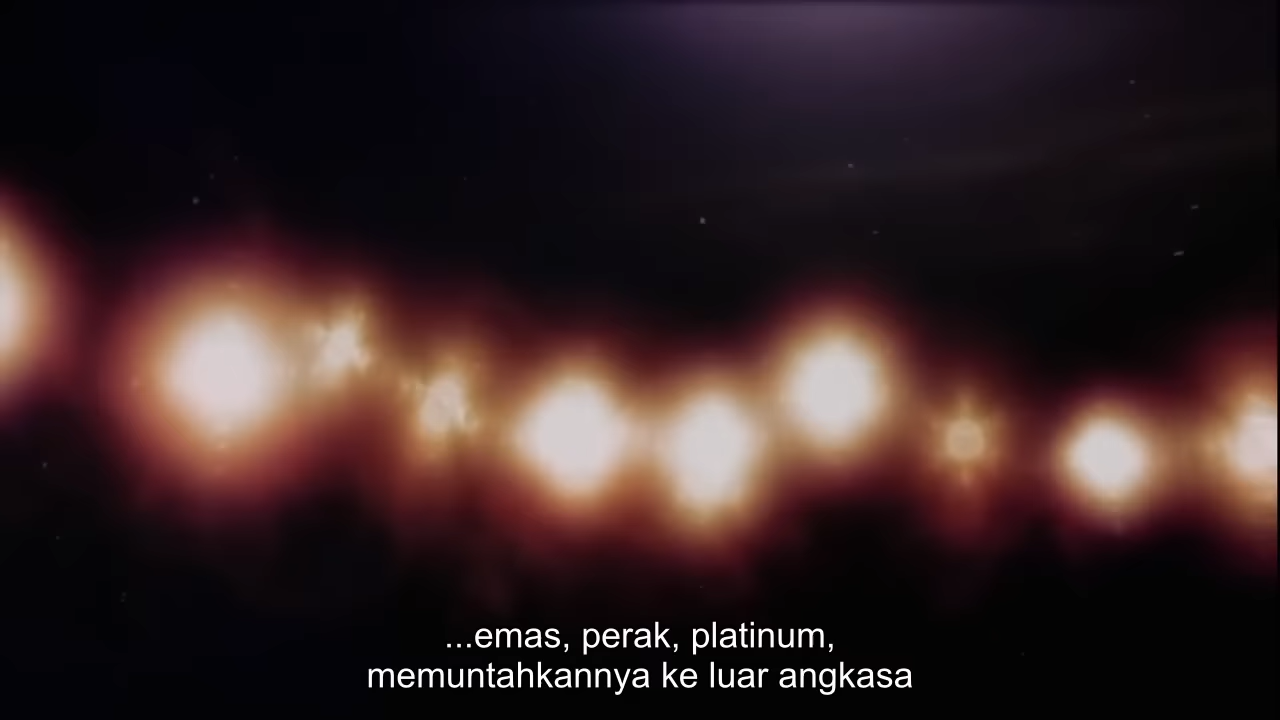 ...emas, perak, platinum,
memuntahkannya ke luar angkasa